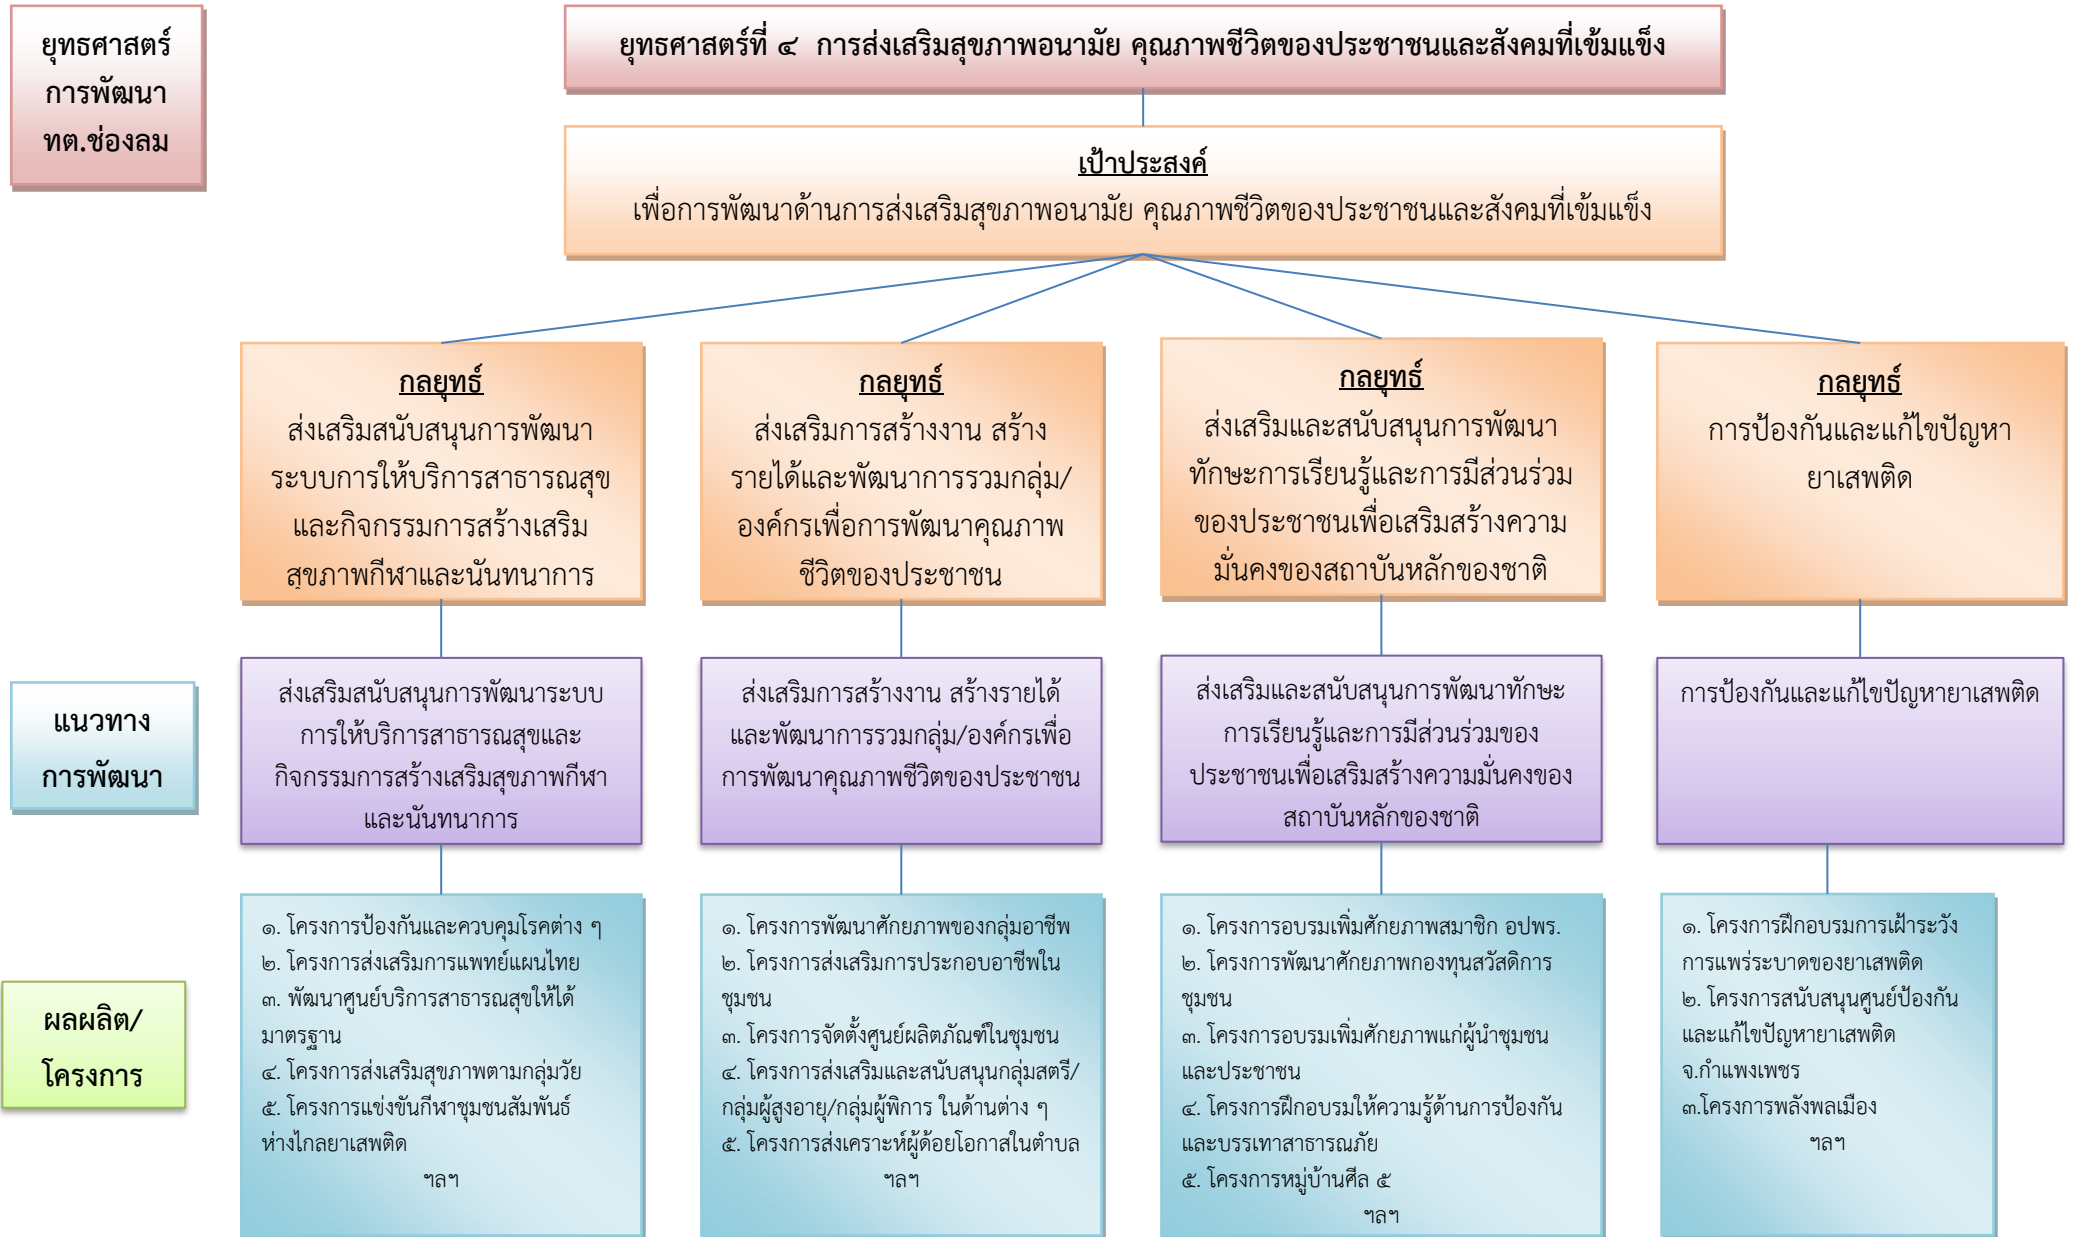 ยุทธศาสตร์
การพัฒนา
ทต.ช่องลม
ยุทธศาสตร์ที่ ๔  การส่งเสริมสุขภาพอนามัย คุณภาพชีวิตของประชาชนและสังคมที่เข้มแข็ง
เป้าประสงค์
เพื่อการพัฒนาด้านการส่งเสริมสุขภาพอนามัย คุณภาพชีวิตของประชาชนและสังคมที่เข้มแข็ง
กลยุทธ์
ส่งเสริมสนับสนุนการพัฒนา
ระบบการให้บริการสาธารณสุข
และกิจกรรมการสร้างเสริม
สุขภาพกีฬาและนันทนาการ
กลยุทธ์
ส่งเสริมการสร้างงาน สร้าง
รายได้และพัฒนาการรวมกลุ่ม/
องค์กรเพื่อการพัฒนาคุณภาพ
ชีวิตของประชาชน
กลยุทธ์
ส่งเสริมและสนับสนุนการพัฒนา
ทักษะการเรียนรู้และการมีส่วนร่วม
ของประชาชนเพื่อเสริมสร้างความ
มั่นคงของสถาบันหลักของชาติ
กลยุทธ์
การป้องกันและแก้ไขปัญหา
ยาเสพติด
แนวทาง
การพัฒนา
ส่งเสริมสนับสนุนการพัฒนาระบบ
การให้บริการสาธารณสุขและ
กิจกรรมการสร้างเสริมสุขภาพกีฬา
และนันทนาการ
ส่งเสริมการสร้างงาน สร้างรายได้
และพัฒนาการรวมกลุ่ม/องค์กรเพื่อ
การพัฒนาคุณภาพชีวิตของประชาชน
ส่งเสริมและสนับสนุนการพัฒนาทักษะ
การเรียนรู้และการมีส่วนร่วมของ
ประชาชนเพื่อเสริมสร้างความมั่นคงของ
สถาบันหลักของชาติ
การป้องกันและแก้ไขปัญหายาเสพติด
ผลผลิต/
โครงการ
๑. โครงการป้องกันและควบคุมโรคต่าง ๆ
๒. โครงการส่งเสริมการแพทย์แผนไทย
๓. พัฒนาศูนย์บริการสาธารณสุขให้ได้
มาตรฐาน
๔. โครงการส่งเสริมสุขภาพตามกลุ่มวัย
๕. โครงการแข่งขันกีฬาชุมชนสัมพันธ์
ห่างไกลยาเสพติด
ฯลฯ
๑. โครงการพัฒนาศักยภาพของกลุ่มอาชีพ
๒. โครงการส่งเสริมการประกอบอาชีพใน
ชุมชน
๓. โครงการจัดตั้งศูนย์ผลิตภัณฑ์ในชุมชน
๔. โครงการส่งเสริมและสนับสนุนกลุ่มสตรี/
กลุ่มผู้สูงอายุ/กลุ่มผู้พิการ ในด้านต่าง ๆ
๕. โครงการส่งเคราะห์ผู้ด้อยโอกาสในตำบล
ฯลฯ
๑. โครงการอบรมเพิ่มศักยภาพสมาชิก อปพร.
๒. โครงการพัฒนาศักยภาพกองทุนสวัสดิการ
ชุมชน
๓. โครงการอบรมเพิ่มศักยภาพแก่ผู้นำชุมชน
และประชาชน
๔. โครงการฝึกอบรมให้ความรู้ด้านการป้องกัน
และบรรเทาสาธารณภัย
๕. โครงการหมู่บ้านศีล ๕
ฯลฯ
๑. โครงการฝึกอบรมการเฝ้าระวัง
การแพร่ระบาดของยาเสพติด
๒. โครงการสนับสนุนศูนย์ป้องกัน
และแก้ไขปัญหายาเสพติด
จ.กำแพงเพชร
๓.โครงการพลังพลเมือง
ฯลฯ